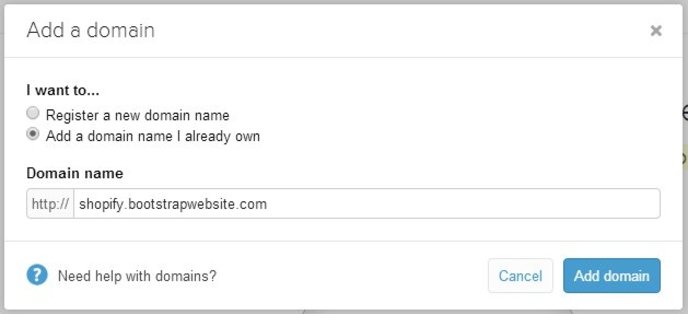 Add a domain
×
I want to...
Register a new domain name
Add a domain name I already own
Domain name
http:// shopify.bootstrapwebsite.com
? Need help with domains?
Cancel
Add domain